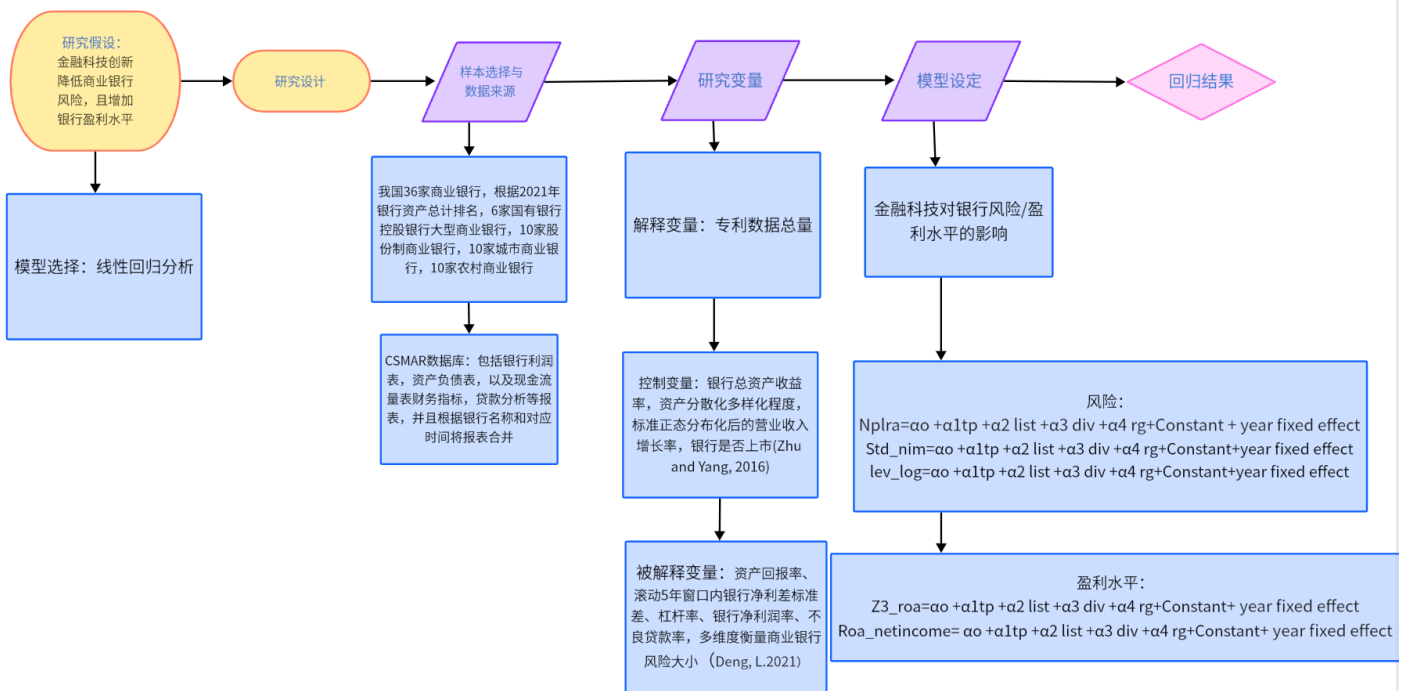 研究假设：
金融科技创新
降低商业银行
风险，且增加
银行盈利水平
研究设计
样本选择与
数据来源
研究变量
模型设定
回归结果
模型选择：线性回归分析
我国36家商业银行，根据2021年
银行资产总计排名，6家国有银行
控股银行大型商业银行，10家股
份制商业银行，10家城市商业银
行，10家农村商业银行
CSMAR数据库：包括银行利润
表，资产负债表，以及现金流
量表财务指标，贷款分析等报
表，并且根据银行名称和对应
时间将报表合并
解释变量：专利数据总量
控制变量：银行总资产收益
率，资产分散化多样化程度，
标准正态分布化后的营业收入
增长率，银行是否上市(Zhu
and Yang, 2016)
被解释变量：资产回报率、
滚动5年窗口内银行净利差标准
差、杠杆率、银行净利润率、不
良贷款率，多维度衡量商业银行
风险大小（Deng, L.2021）
金融科技对银行风险/盈
利水平的影响
风险：
Nplra=αo +α1tp +α2 list +α3 div +α4 rg+Constant + year fixed effect
Std_nim=αo +α1tp +α2 list +α3 div +α4 rg+Constant+year fixed effect
lev_log=αo +α1tp +α2 list +α3 div +α4 rg+Constant+year fixed effect
盈利水平：
Z3_roa=αo +α1tp +α2 list +α3 div +α4 rg+Constant+ year fixed effect
Roa_netincome= αo +α1tp +α2 list +α3 div +α4 rg+Constant+ year fixed effect